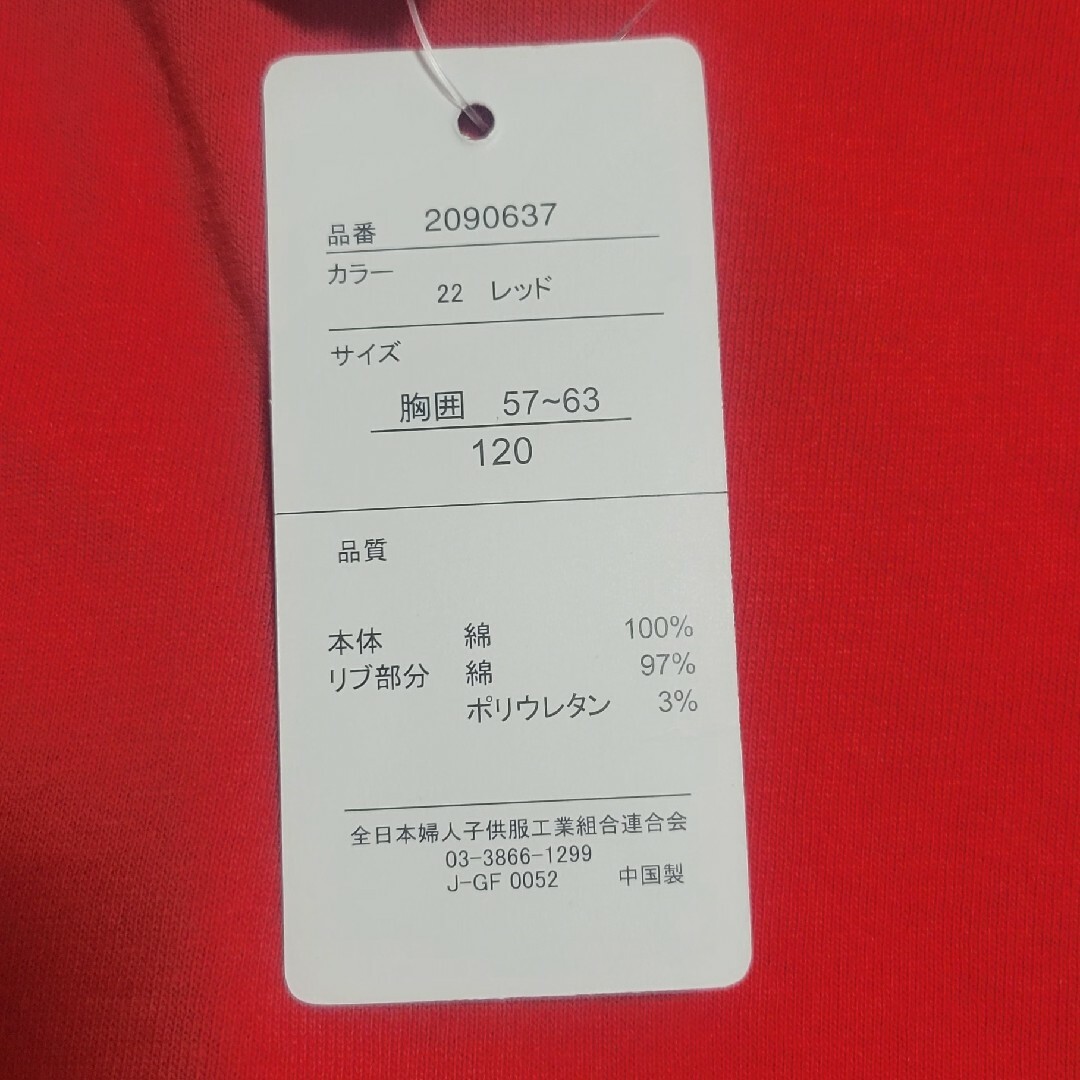 品番 2090637
カラー
22 レッド
サイズ
胸囲 57~63
120
品質
本体 綿 100%
リブ部分 綿 97%
ポリウレタン 3%
全日本婦人子供服工業組合連合会
03-3866-1299
J-GF 0052 中国製